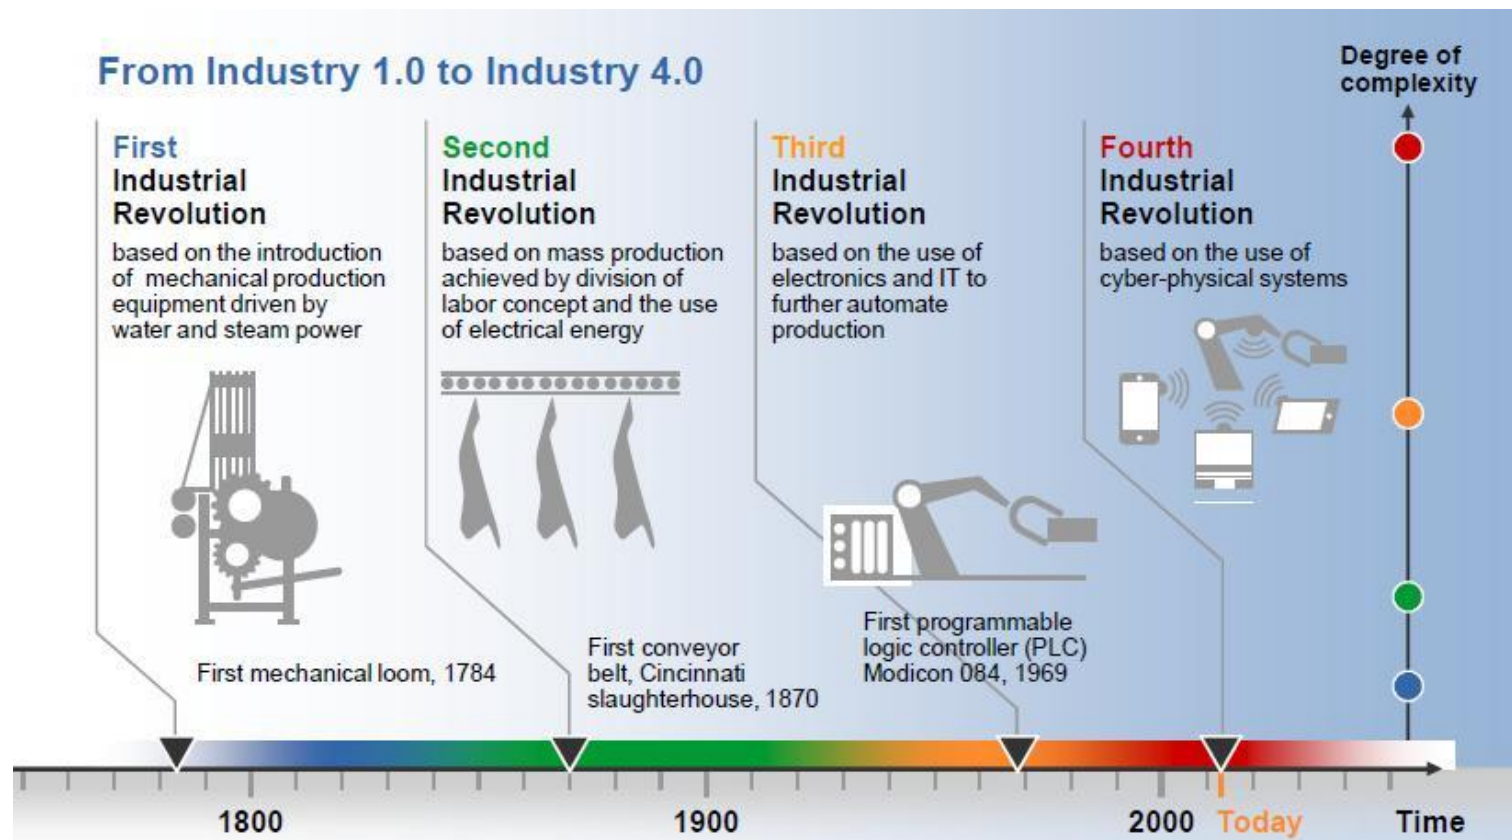 From Industry 1.0 to Industry 4.0
Degree of
complexity
First
Industrial
Revolution
based on the introduction
of mechanical production
equipment driven by
water and steam power
Second
Industrial
Revolution
based on mass production
achieved by division of
labor concept and the use
of electrical energy
Third
Industrial
Revolution
based on the use of
electronics and IT to
further automate
production
Fourth
Industrial
Revolution
based on the use of
cyber-physical systems
First mechanical loom, 1784
First conveyor
belt, Cincinnati
slaughterhouse, 1870
First programmable
logic controller (PLC)
Modicon 084, 1969
1800 1900 2000 Today Time